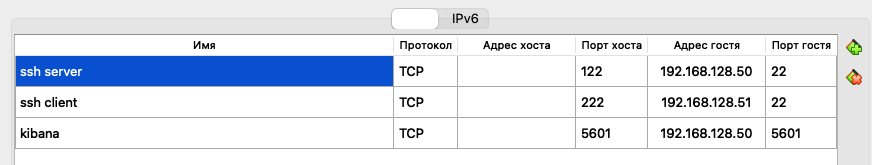 IPv6
Имя Протокол Адрес хоста Порт хоста Адрес гостя Порт гостя
ssh server TCP 122 192.168.128.50 22
ssh client TCP 222 192.168.128.51 22
kibana TCP 5601 192.168.128.50 5601